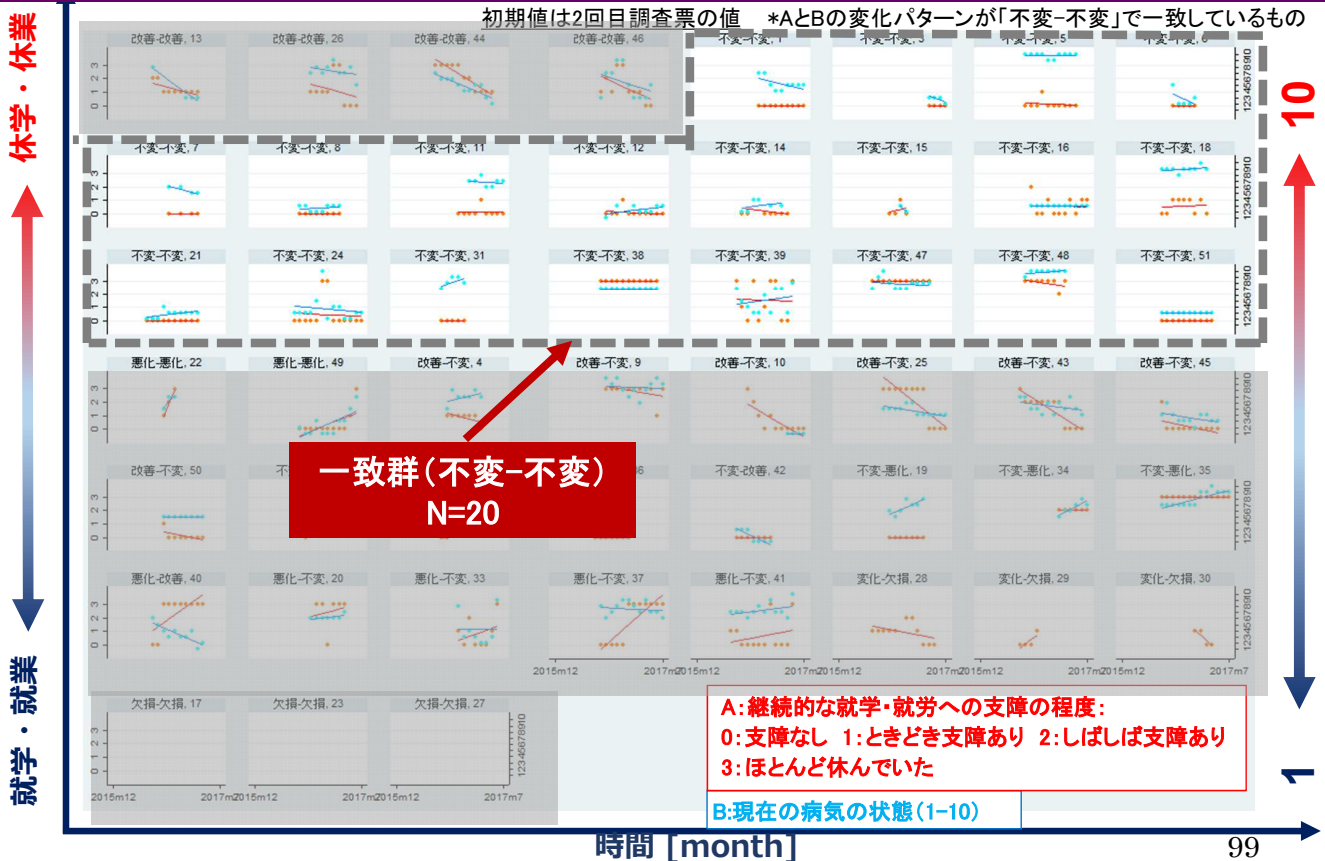 初期値は2回目調査票の値　*AとBの変化パターンが「不変-不変」で一致しているもの
休学・休業
就学・就業
10
1
改善-改善, 13
改善-改善, 26
改善-改善, 44
改善-改善, 46
不変-不変, 1
不変-不変, 3
不変-不変, 5
不変-不変, 6
不変-不変, 7
不変-不変, 8
不変-不変, 11
不変-不変, 12
不変-不変, 14
不変-不変, 15
不変-不変, 16
不変-不変, 18
不変-不変, 21
不変-不変, 24
不変-不変, 31
不変-不変, 38
不変-不変, 39
不変-不変, 47
不変-不変, 48
不変-不変, 51
悪化-悪化, 22
悪化-悪化, 49
改善-不変, 4
改善-不変, 9
改善-不変, 10
改善-不変, 25
改善-不変, 43
改善-不変, 45
改善-不変, 50
不変-改善, 42
不変-悪化, 19
不変-悪化, 34
不変-悪化, 35
一致群(不変-不変)
N=20
悪化-改善, 40
悪化-不変, 20
悪化-不変, 33
悪化-不変, 37
悪化-不変, 41
変化-欠損, 28
変化-欠損, 29
変化-欠損, 30
欠損-欠損, 17
欠損-欠損, 23
欠損-欠損, 27
0 1 2 3
12345678910
2015m12
2017m7
A:継続的な就学・就労への支障の程度:
0:支障なし 1:ときどき支障あり 2:しばしば支障あり
3:ほとんど休んでいた
B:現在の病気の状態(1-10)
時間 [month]
99